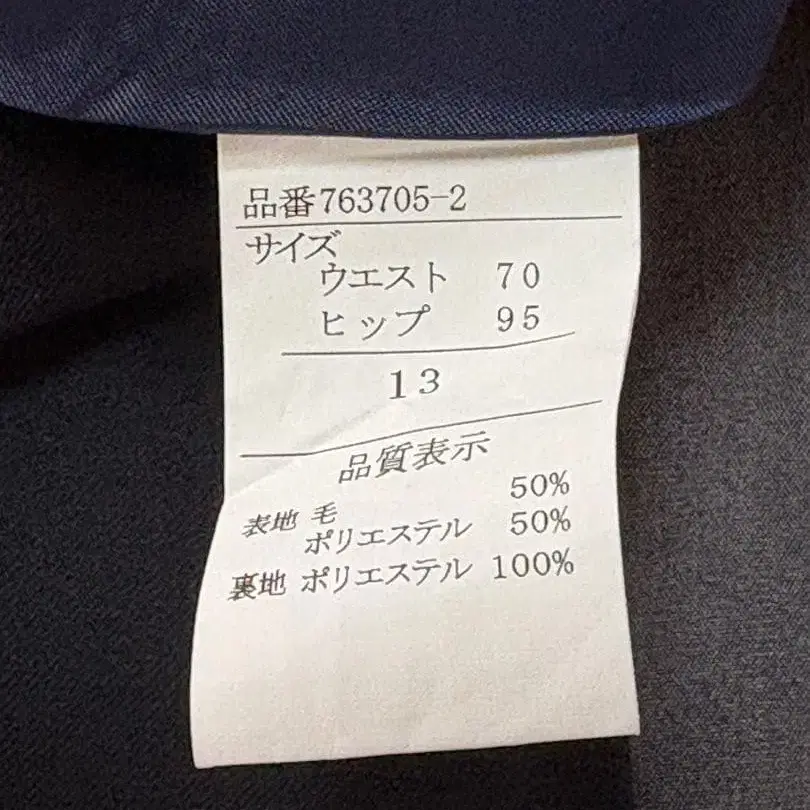 品番763705-2
サイズ
ウエスト 70
ヒップ 95
13
品質表示
表地 毛 50%
ポリエステル 50%
裏地 ポリエステル 100%